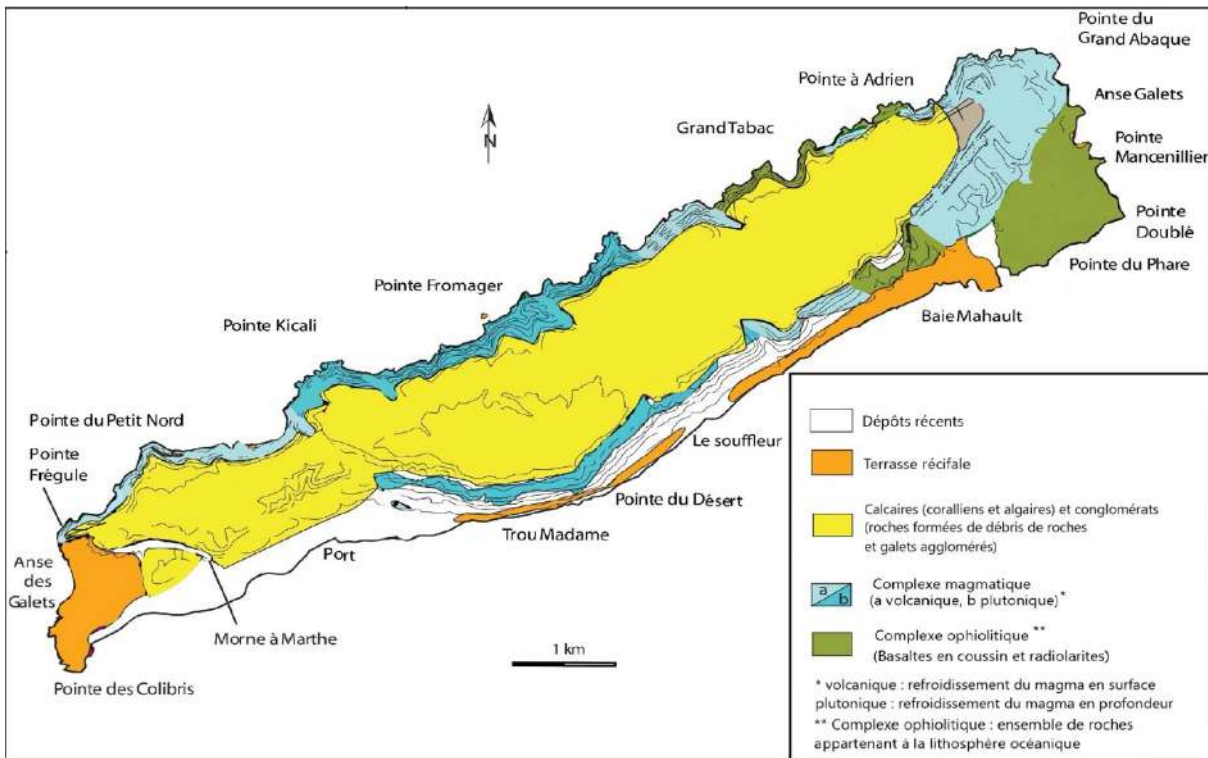 Pointe du
Grand Abaque
Pointe à Adrien
Anse Galets
Grand Tabac
N
Pointe
Mancenillier
Pointe
Doublé
Pointe du Phare
Pointe Fromager
Baie Mahault
Pointe Kicali
Pointe du Petit Nord
Pointe
Frégule
Le souffleur
Pointe du Désert
Trou Madame
Port
Anse
des
Galets
Morne à Marthe
1 km
Pointe des Colibris
Dépôts récents
Terrasse récifale
Calcaires (coralliens et algaires) et conglomérats
(roches formées de débris de roches
et galets agglomérés)
a
b
Complexe magmatique
(a volcanique, b plutonique) *
Complexe ophiolitique **
(Basaltes en coussin et radiolarites)
* volcanique : refroidissement du magma en surface
plutonique : refroidissement du magma en profondeur
** Complexe ophiolitique : ensemble de roches
appartenant à la lithosphère océanique